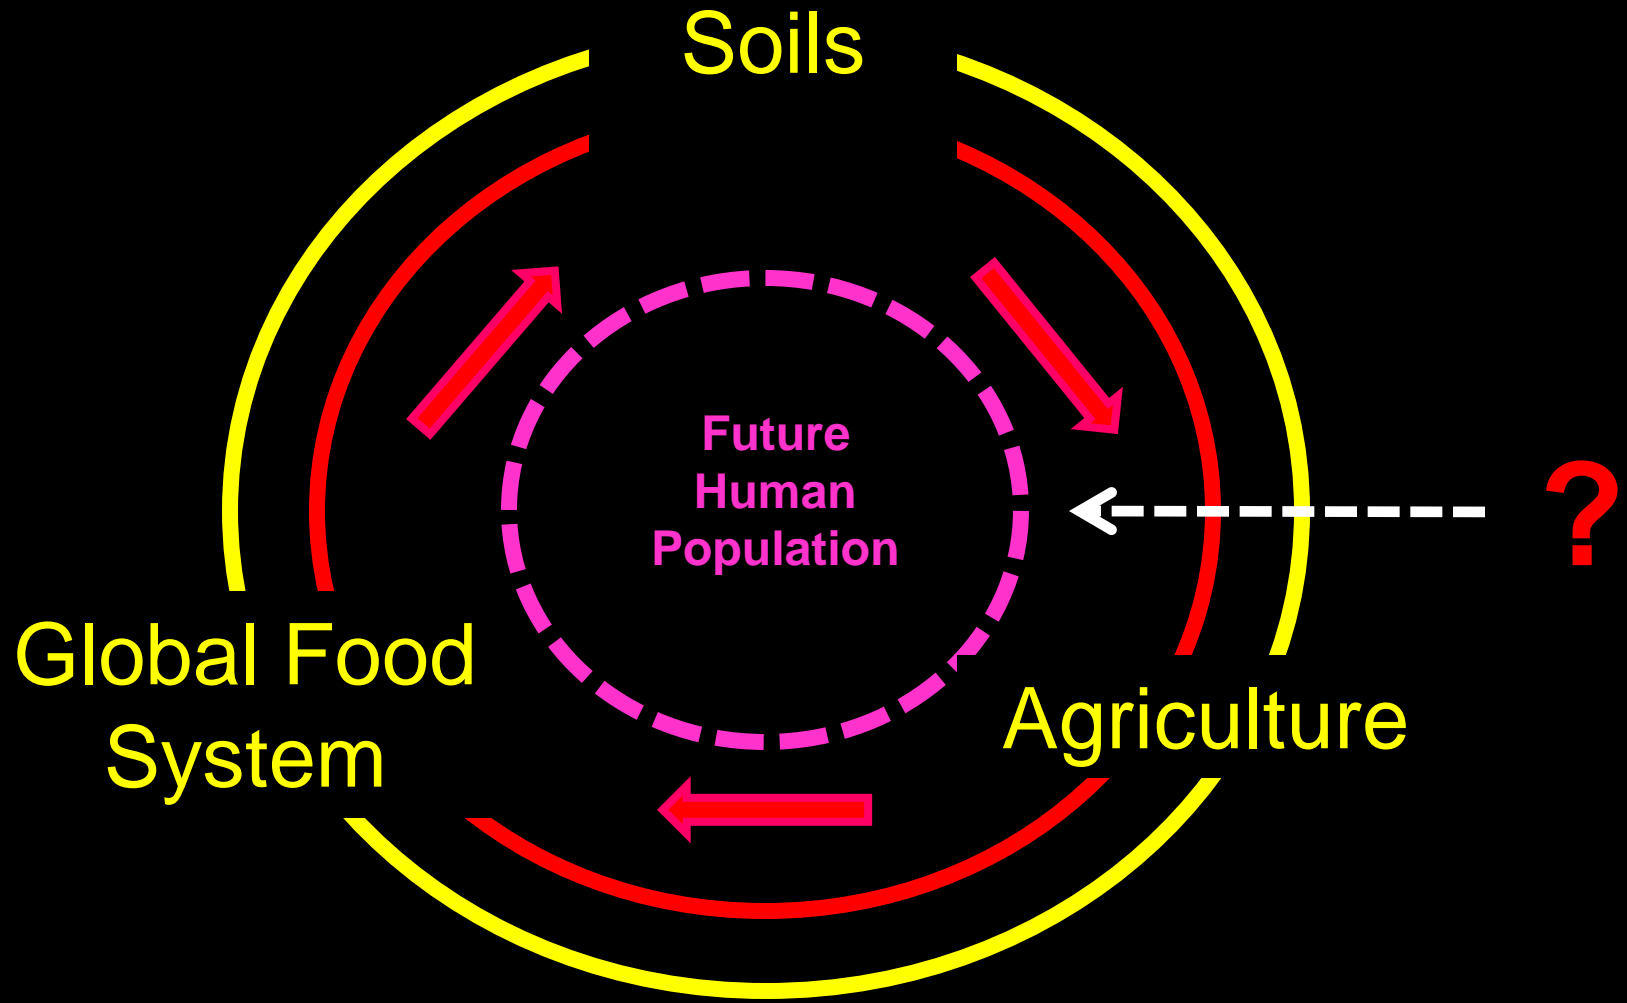 Soils
Future
Human
Population
?
Global Food
System
Agriculture